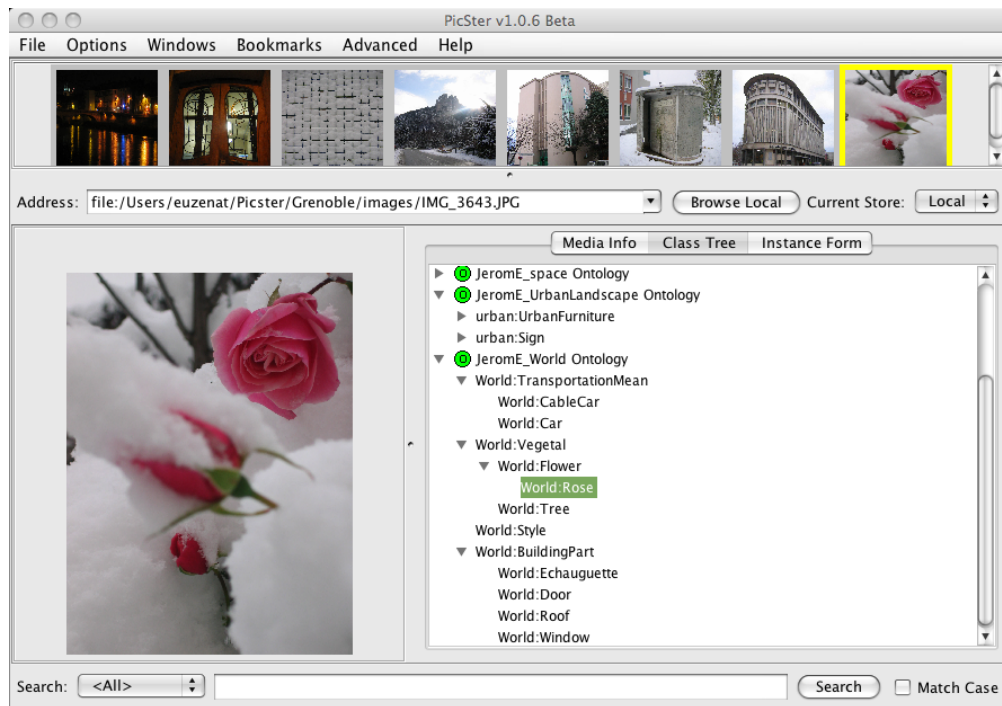 PicSter v1.0.6 Beta
File Options Windows Bookmarks Advanced Help
Address: file:/Users/euzenat/Picster/Grenoble/images/IMG_3643.JPG Browse Local Current Store: Local
Media Info Class Tree Instance Form
O JeromE_space Ontology
O JeromE_UrbanLandscape Ontology
urban:UrbanFurniture
urban:Sign
O JeromE_World Ontology
World:TransportationMean
World:CableCar
World:Car
World:Vegetal
World:Flower
World:Rose
World:Tree
World:Style
World:BuildingPart
World:Echauguette
World:Door
World:Roof
World:Window
Search: <All> Search Match Case